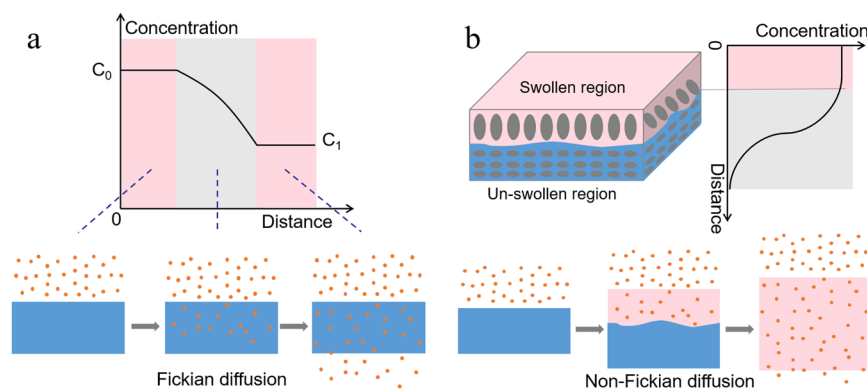 a
Concentration
C₀
C₁
0
Distance
Fickian diffusion
b
Concentration
0
Swollen region
Un-swollen region
Distance
Non-Fickian diffusion